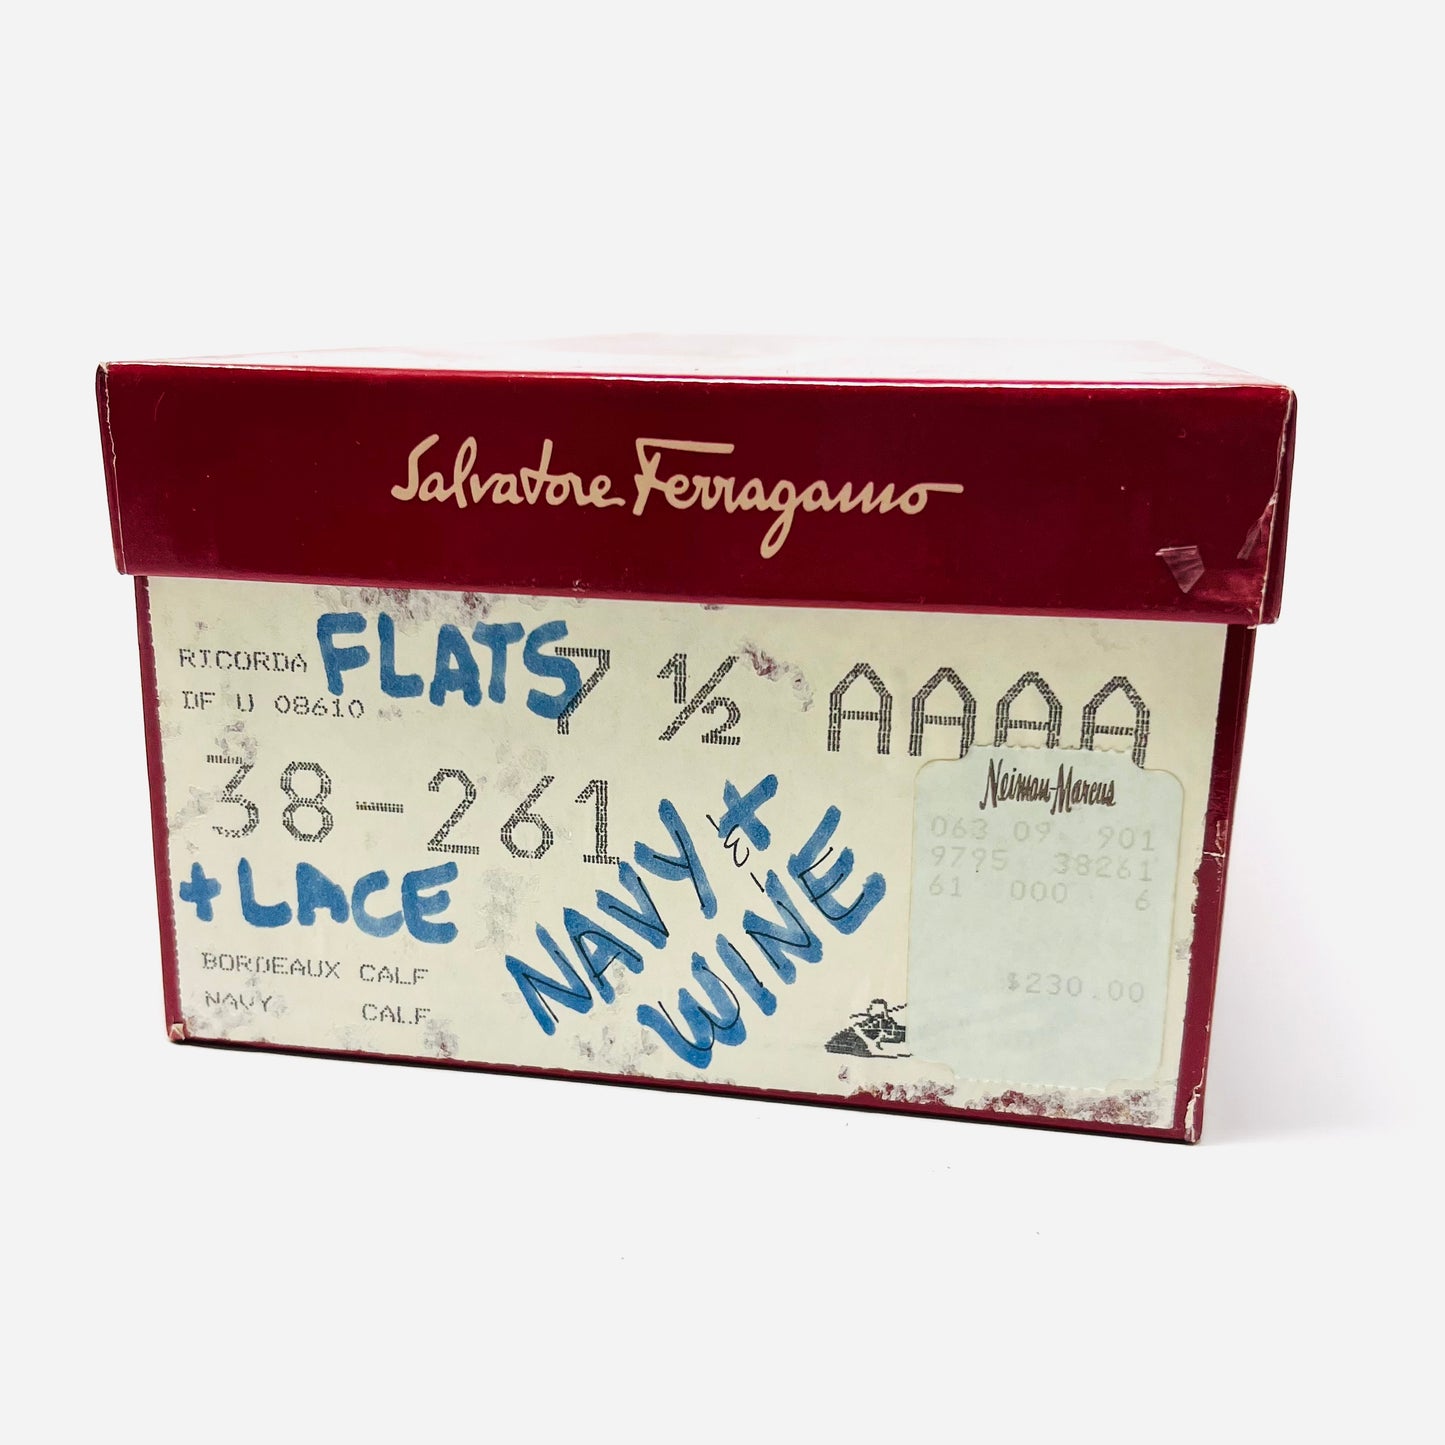 Salvatore Ferragamo
RICORDA FLATS 7 ½ AAAA
DF U 08610
38-261
+ LACE
NAVY +
WINE
BORDEAUX CALF
NAVY CALF
Neiman-Marcus
063 09 901
9795 38261
61 000 6
$230.00